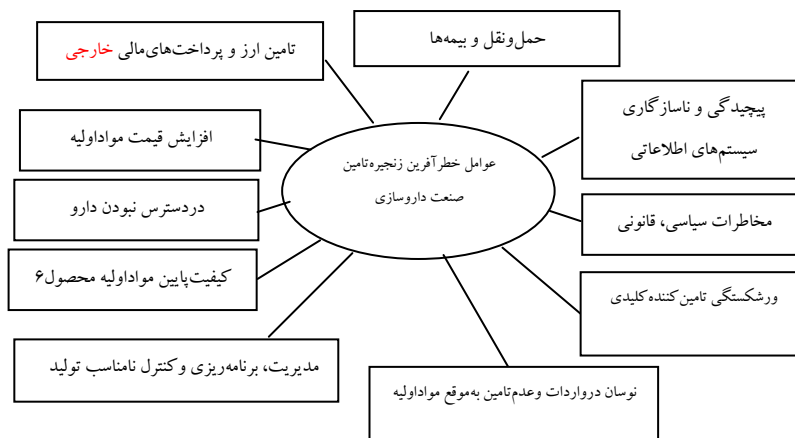 حمل‌ونقل و بیمه‌ها
تامین ارز و پرداخت‌های‌مالی خارجی
پیچیدگی و ناسازگاری
سیستم‌های اطلاعاتی
افزایش قیمت مواداولیه
عوامل خطرآفرین زنجیره‌تامین
صنعت داروسازی
دردسترس نبودن دارو
مخاطرات سیاسی، قانونی
کیفیت‌پایین مواداولیه محصول۶
ورشکستگی تامین‌کننده‌کلیدی
مدیریت، برنامه‌ریزی وکنترل نامناسب تولید
نوسان درواردات وعدم‌تامین به‌موقع مواداولیه